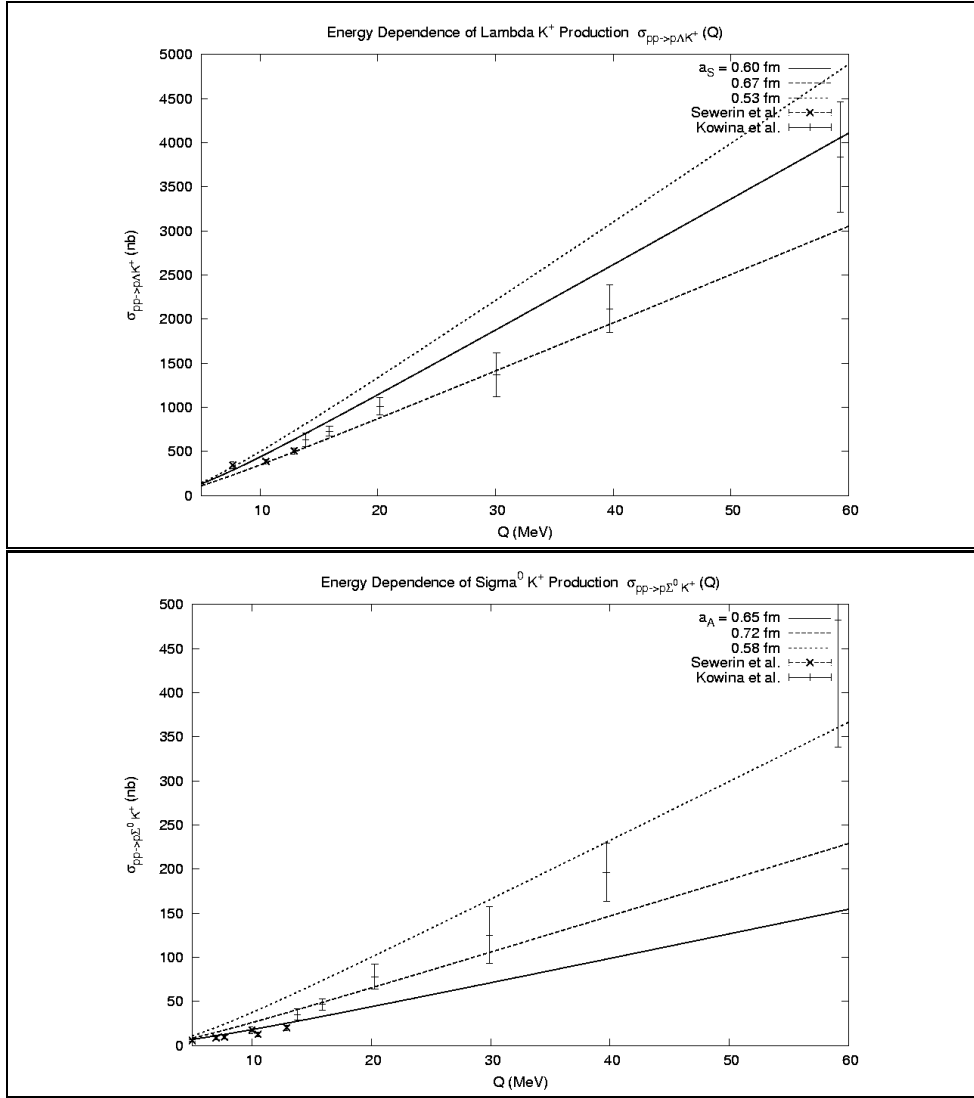 Energy Dependence of Lambda K⁺ Production σpp->pΛK⁺ (Q)
5000
4500
4000
3500
3000
2500
2000
1500
1000
500
0
σpp->pΛK⁺ (nb)
aS = 0.60 fm
0.67 fm
0.53 fm
Sewerin et al.
Kowina et al.
10 20 30 40 50 60
Q (MeV)
Energy Dependence of Sigma⁰ K⁺ Production σpp->pΣ⁰ K⁺ (Q)
500
450
400
350
300
250
200
150
100
50
0
σpp->pΣ⁰ K⁺ (nb)
aA = 0.65 fm
0.72 fm
0.58 fm
Sewerin et al.
Kowina et al.
10 20 30 40 50 60
Q (MeV)